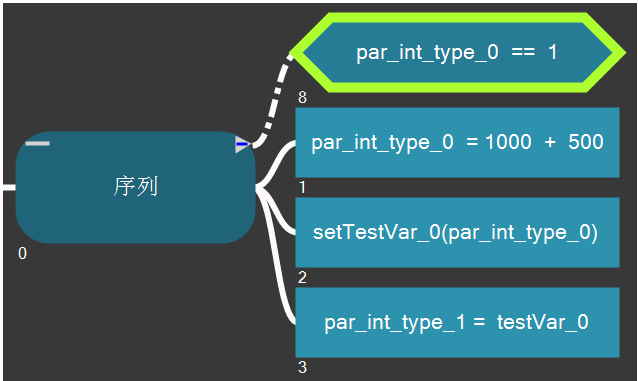 par_int_type_0 == 1
8
par_int_type_0 = 1000 + 500
序列
1
0
setTestVar_0(par_int_type_0)
2
par_int_type_1 = testVar_0
3